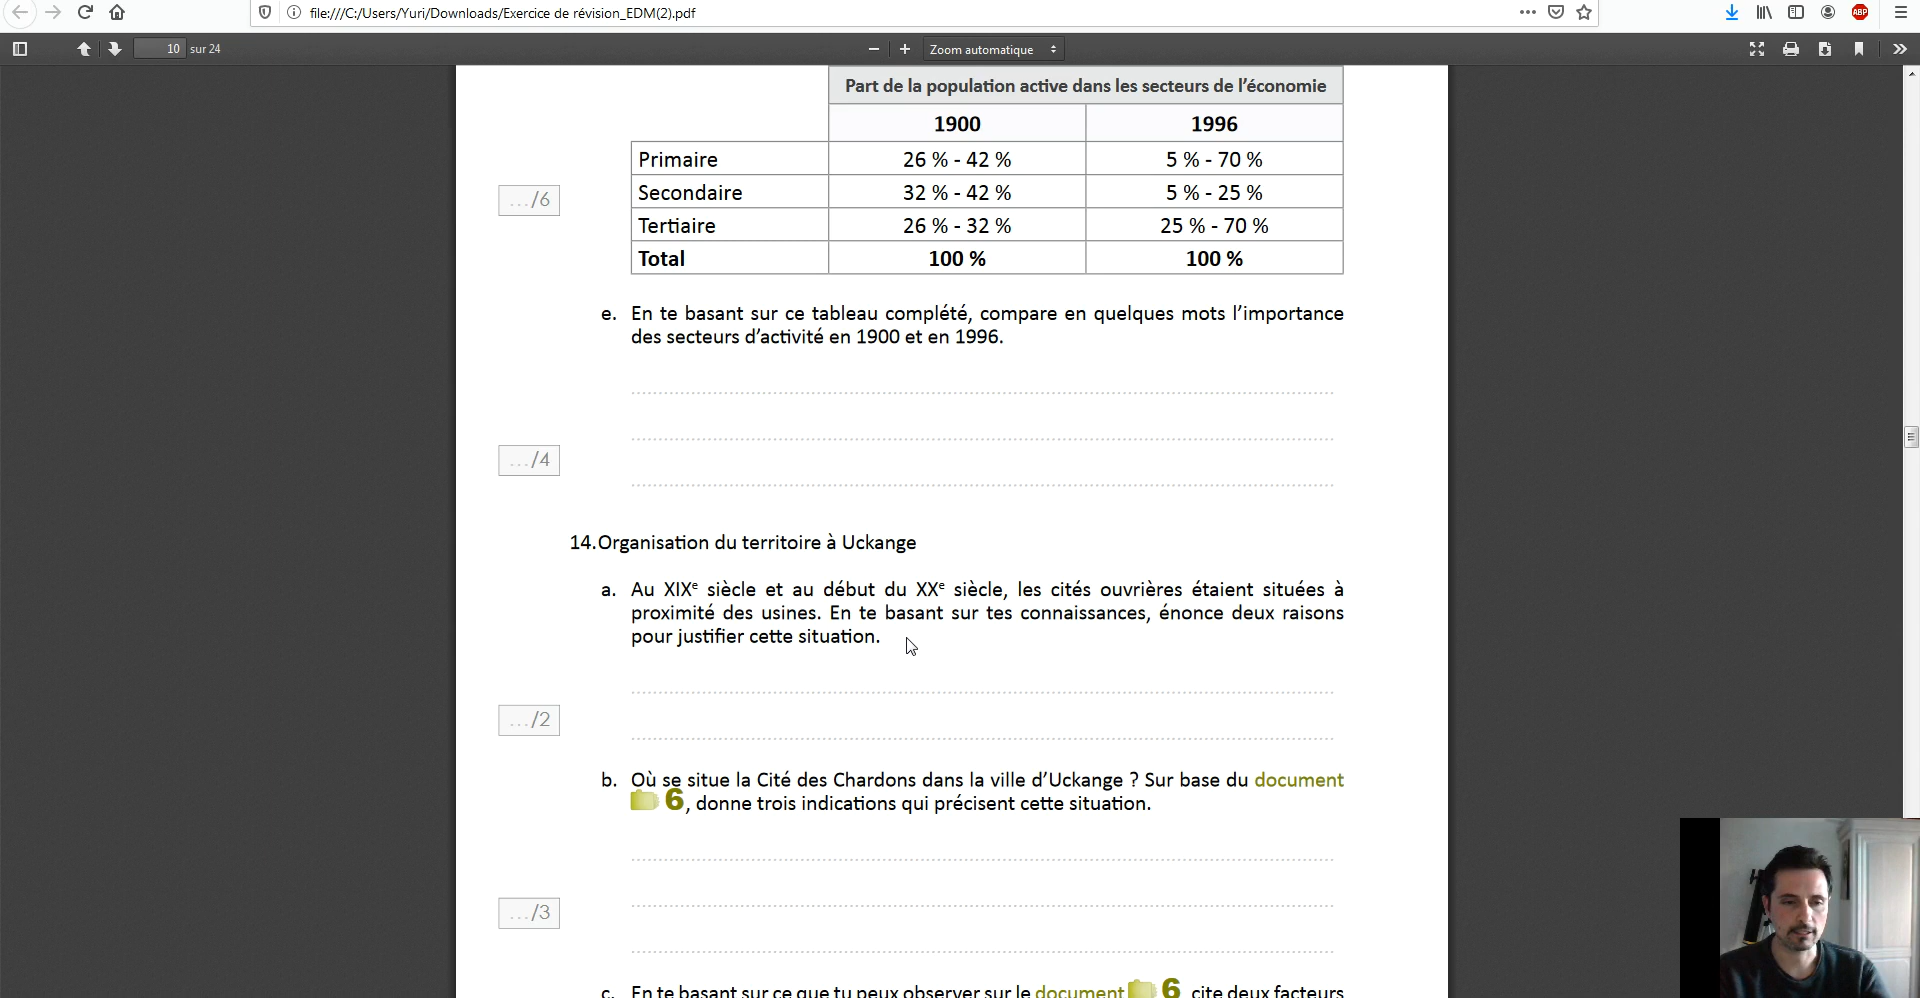 file:///C:/Users/Yuri/Downloads/Exercice de révision_EDM(2).pdf
ABP
10 sur 24
Zoom automatique
Part de la population active dans les secteurs de l’économie
1900 1996
Primaire 26 % - 42 % 5 % - 70 %
Secondaire 32 % - 42 % 5 % - 25 %
…/6
Tertiaire 26 % - 32 % 25 % - 70 %
Total 100 % 100 %
e. En te basant sur ce tableau complété, compare en quelques mots l’importance
des secteurs d’activité en 1900 et en 1996.
…/4
14.Organisation du territoire à Uckange
a. Au XIXᵉ siècle et au début du XXᵉ siècle, les cités ouvrières étaient situées à
proximité des usines. En te basant sur tes connaissances, énonce deux raisons
pour justifier cette situation.
…/2
b. Où se situe la Cité des Chardons dans la ville d’Uckange ? Sur base du document
6, donne trois indications qui précisent cette situation.
…/3
c. En te basant sur ce que tu peux observer sur le document 6 cite deux facteurs